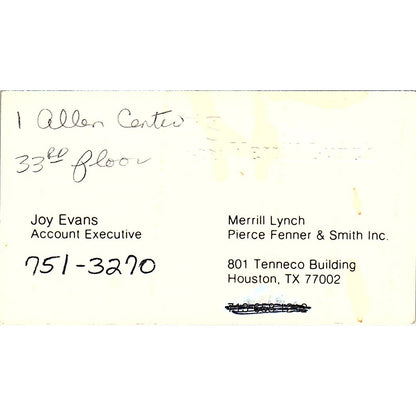 1 Allen Center
33RD floor
Joy Evans
Account Executive
751-3270
Merrill Lynch
Pierce Fenner & Smith Inc.
801 Tenneco Building
Houston, TX 77002